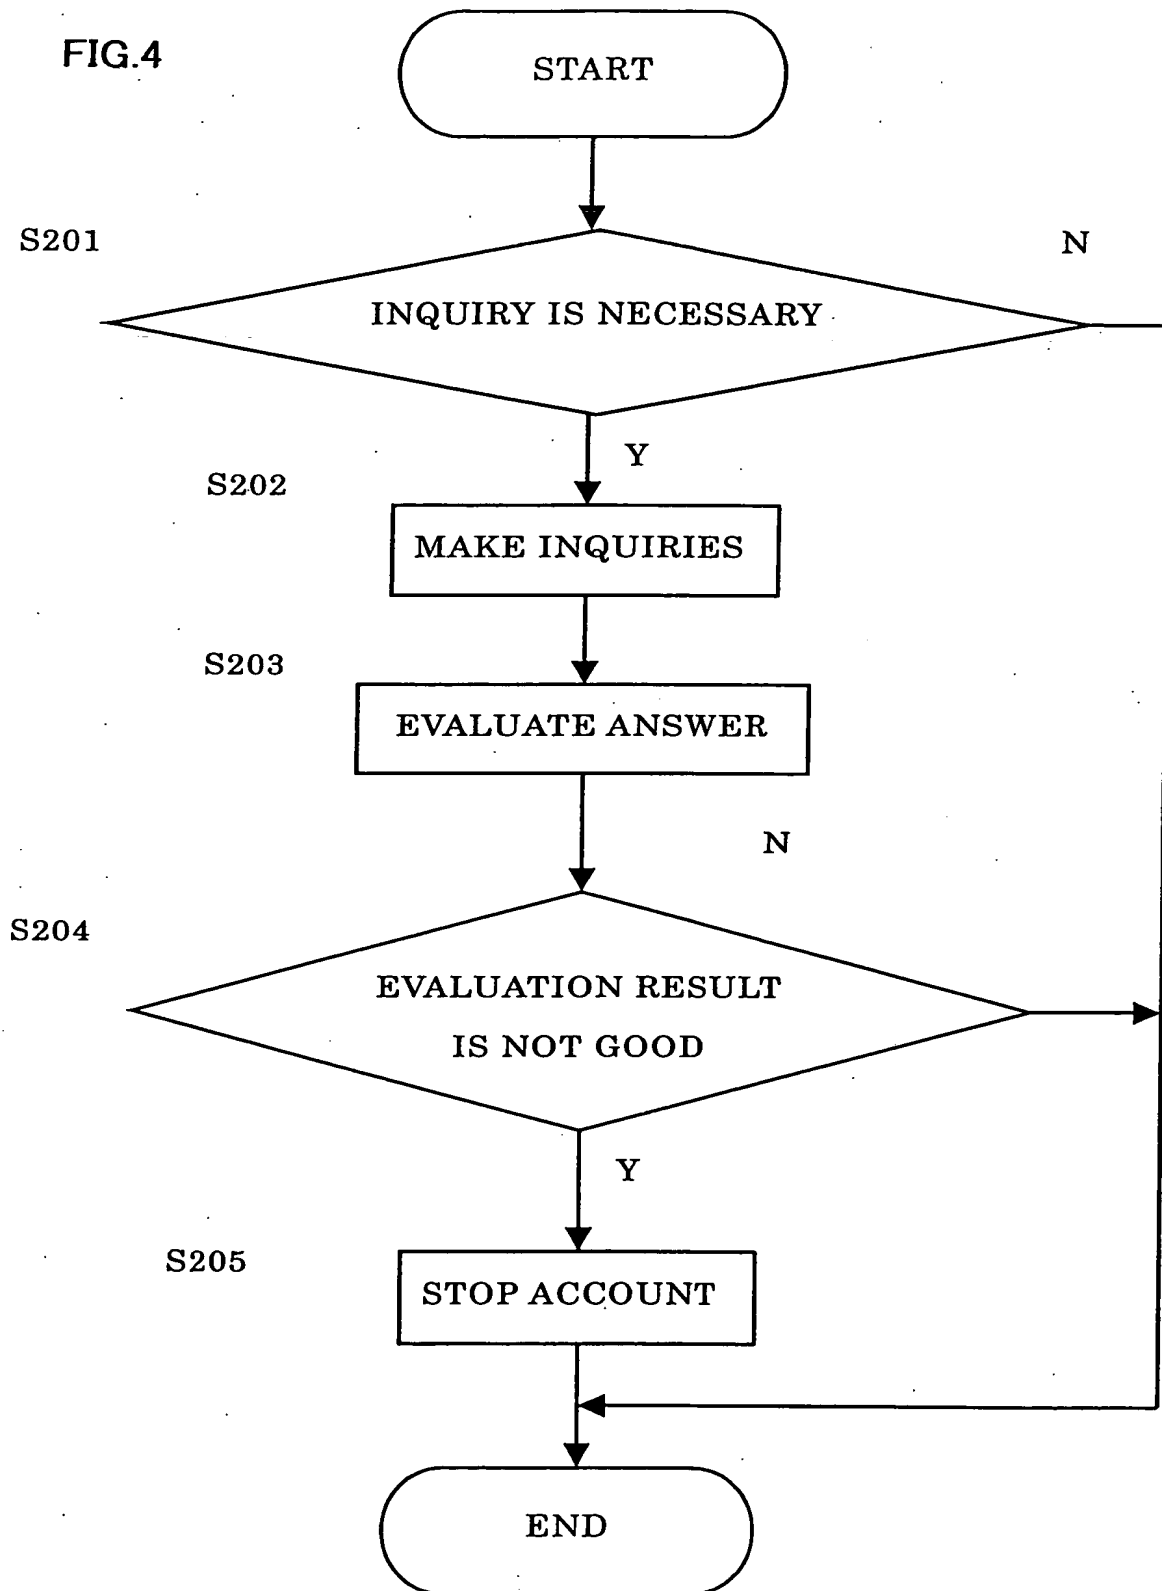 FIG.4
START
S201
N
INQUIRY IS NECESSARY
Y
S202
MAKE INQUIRIES
S203
EVALUATE ANSWER
N
S204
EVALUATION RESULT
IS NOT GOOD
Y
S205
STOP ACCOUNT
END